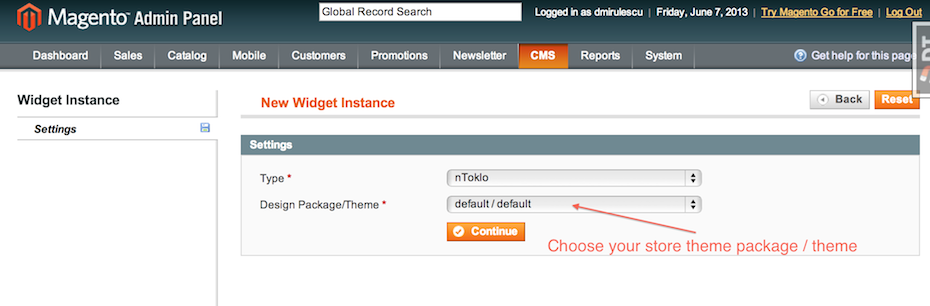 Magento Admin Panel
Global Record Search
Logged in as dmirulescu | Friday, June 7, 2013 | Try Magento Go for Free | Log Out
Dashboard Sales Catalog Mobile Customers Promotions Newsletter CMS Reports System Get help for this page
Widget Instance
Settings
New Widget Instance
Back Reset
Settings
Type *
nToklo
Design Package/Theme *
default / default
Continue
Choose your store theme package / theme